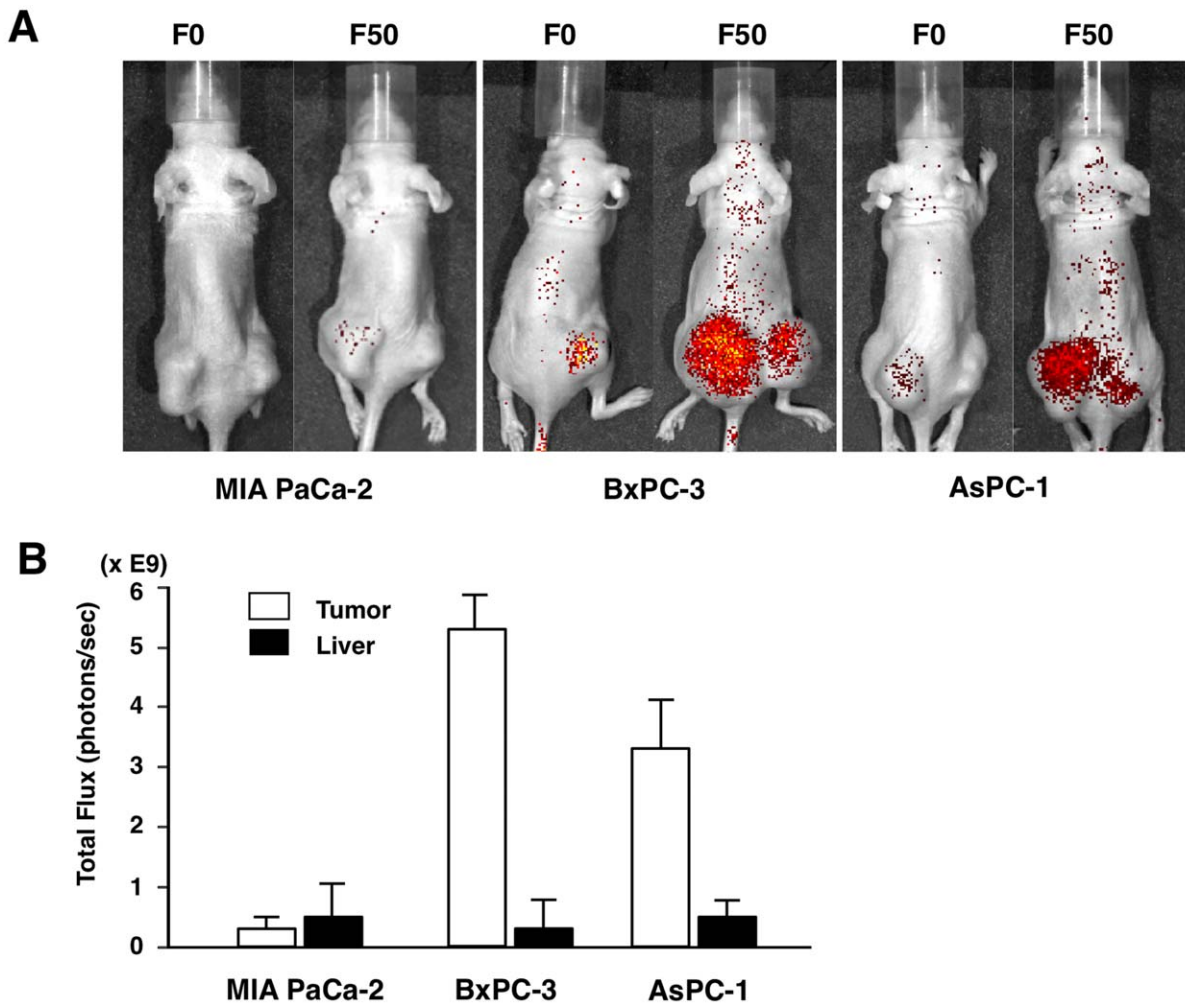 A
F0 F50 F0 F50 F0 F50
MIA PaCa-2 BxPC-3 AsPC-1
B
(x E9)
Total Flux (photons/sec)
6
5
4
3
2
1
0
Tumor
Liver
MIA PaCa-2 BxPC-3 AsPC-1